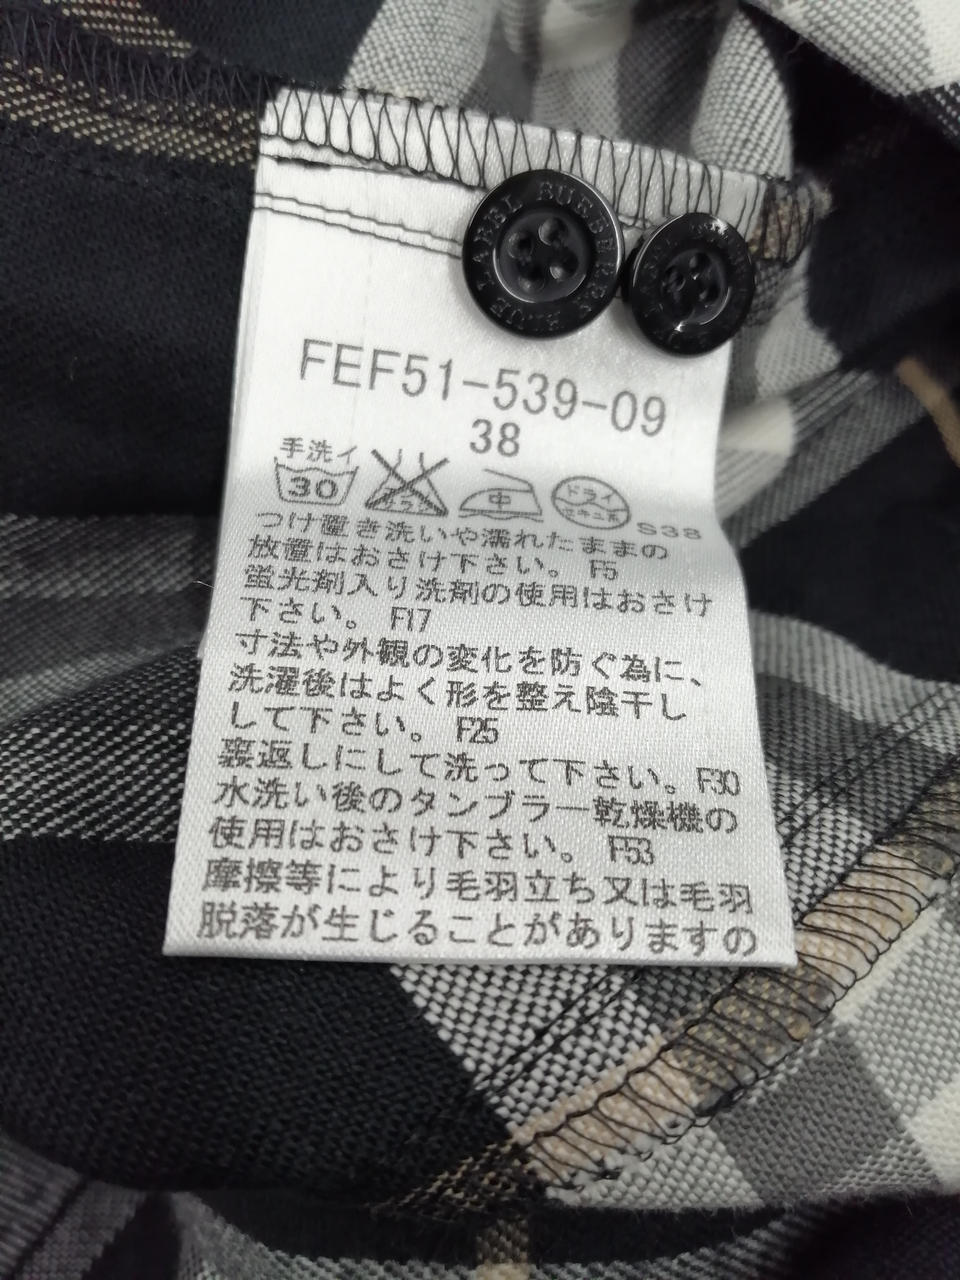 BLUE LABEL BURBERRY
FEF51-539-09
38
手洗イ
30
中
ドライ
セキユ系
S38
つけ置き洗いや濡れたままの
放置はおさけ下さい。 F5
蛍光剤入り洗剤の使用はおさけ
下さい。 F17
寸法や外観の変化を防ぐ為に、
洗濯後はよく形を整え陰干し
して下さい。 F25
裏返しにして洗って下さい。F30
水洗い後のタンブラー乾燥機の
使用はおさけ下さい。 F53
摩擦等により毛羽立ち又は毛羽
脱落が生じることがありますの